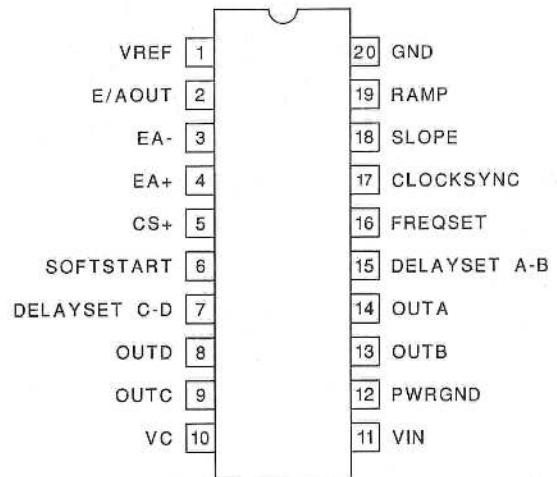 VREF 1 20 GND
E/AOUT 2 19 RAMP
EA- 3 18 SLOPE
EA+ 4 17 CLOCKSYNC
CS+ 5 16 FREQSET
SOFTSTART 6 15 DELAYSET A-B
DELAYSET C-D 7 14 OUTA
OUTD 8 13 OUTB
OUTC 9 12 PWRGND
VC 10 11 VIN